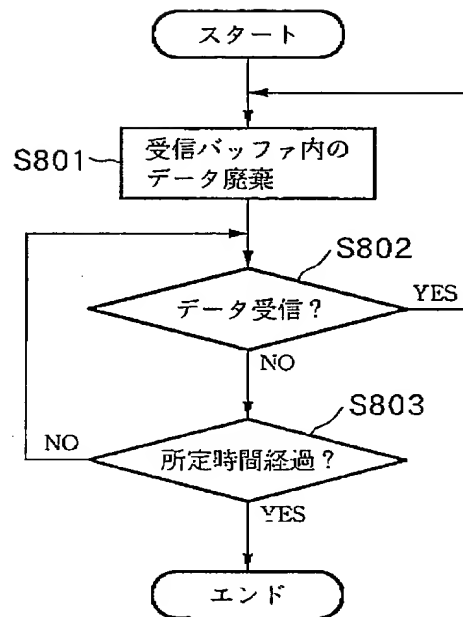 スタート
S801
受信バッファ内の
データ廃棄
S802
データ受信？
YES
NO
S803
所定時間経過？
NO
YES
エンド